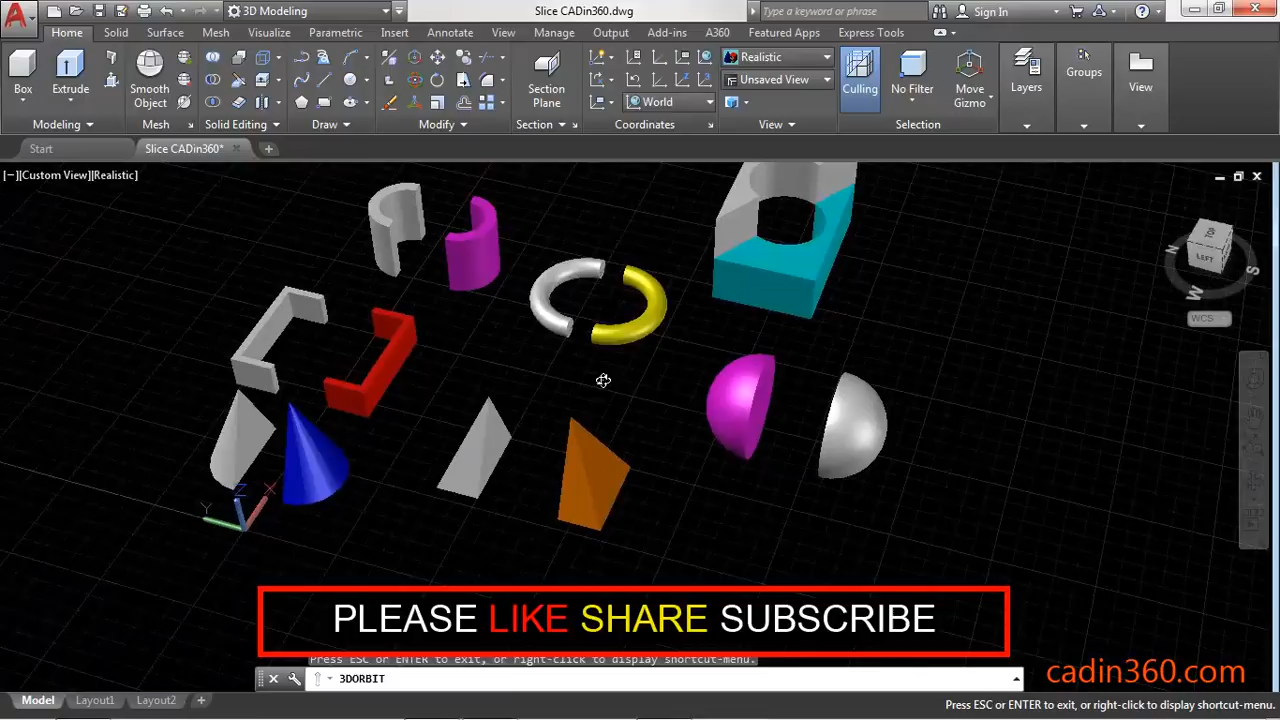 3D Modeling
Slice CADin360.dwg
Type a keyword or phrase
Sign In
Home
Solid
Surface
Mesh
Visualize
Parametric
Insert
Annotate
View
Manage
Output
Add-ins
A360
Featured Apps
Express Tools
Box
Extrude
Smooth Object
Section Plane
World
Realistic
Unsaved View
Culling
No Filter
Move Gizmo
Layers
Groups
View
Modeling
Mesh
Solid Editing
Draw
Modify
Section
Coordinates
View
Selection
Start
Slice CADin360*
[−][Custom View][Realistic]
TOP
LEFT
N
S
W
WCS
Z
X
Y
PLEASE LIKE SHARE SUBSCRIBE
Press ESC or ENTER to exit, or right-click to display shortcut-menu.
3DORBIT
cadin360.com
Model
Layout1
Layout2
Press ESC or ENTER to exit, or right-click to display shortcut-menu.